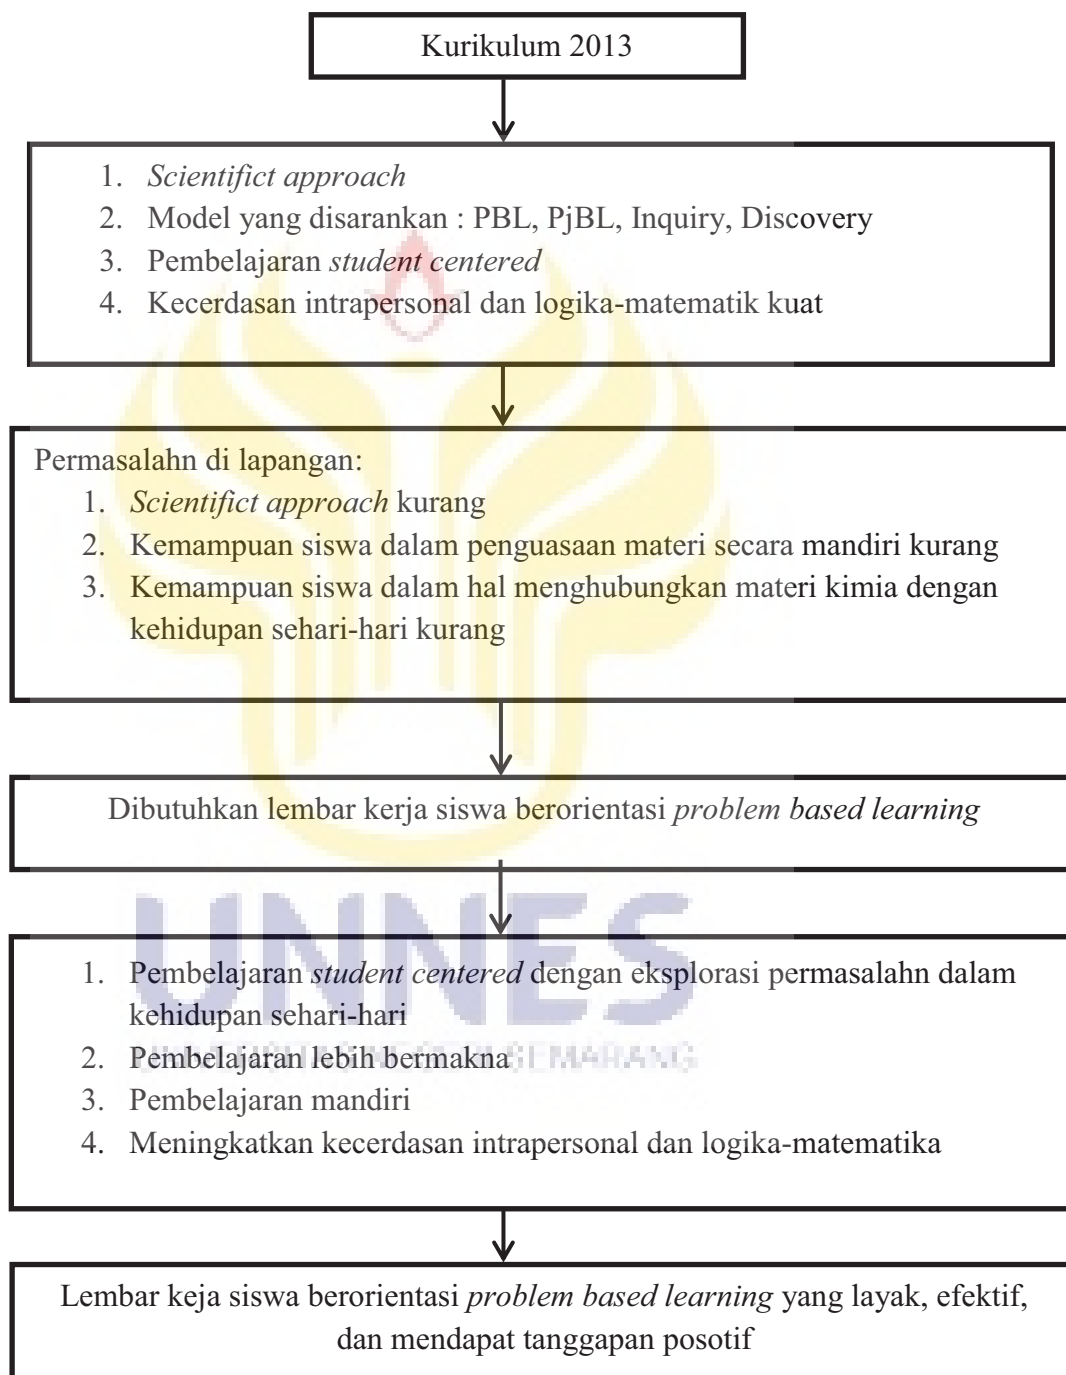 Kurikulum 2013
1. Scientifict approach
2. Model yang disarankan : PBL, PjBL, Inquiry, Discovery
3. Pembelajaran student centered
4. Kecerdasan intrapersonal dan logika-matematik kuat
Permasalahn di lapangan:
1. Scientifict approach kurang
2. Kemampuan siswa dalam penguasaan materi secara mandiri kurang
3. Kemampuan siswa dalam hal menghubungkan materi kimia dengan
kehidupan sehari-hari kurang
Dibutuhkan lembar kerja siswa berorientasi problem based learning
UNNES
1. Pembelajaran student centered dengan eksplorasi permasalahn dalam
kehidupan sehari-hari
2. Pembelajaran lebih bermakna
SEMARANG
3. Pembelajaran mandiri
4. Meningkatkan kecerdasan intrapersonal dan logika-matematika
Lembar keja siswa berorientasi problem based learning yang layak, efektif,
dan mendapat tanggapan posotif